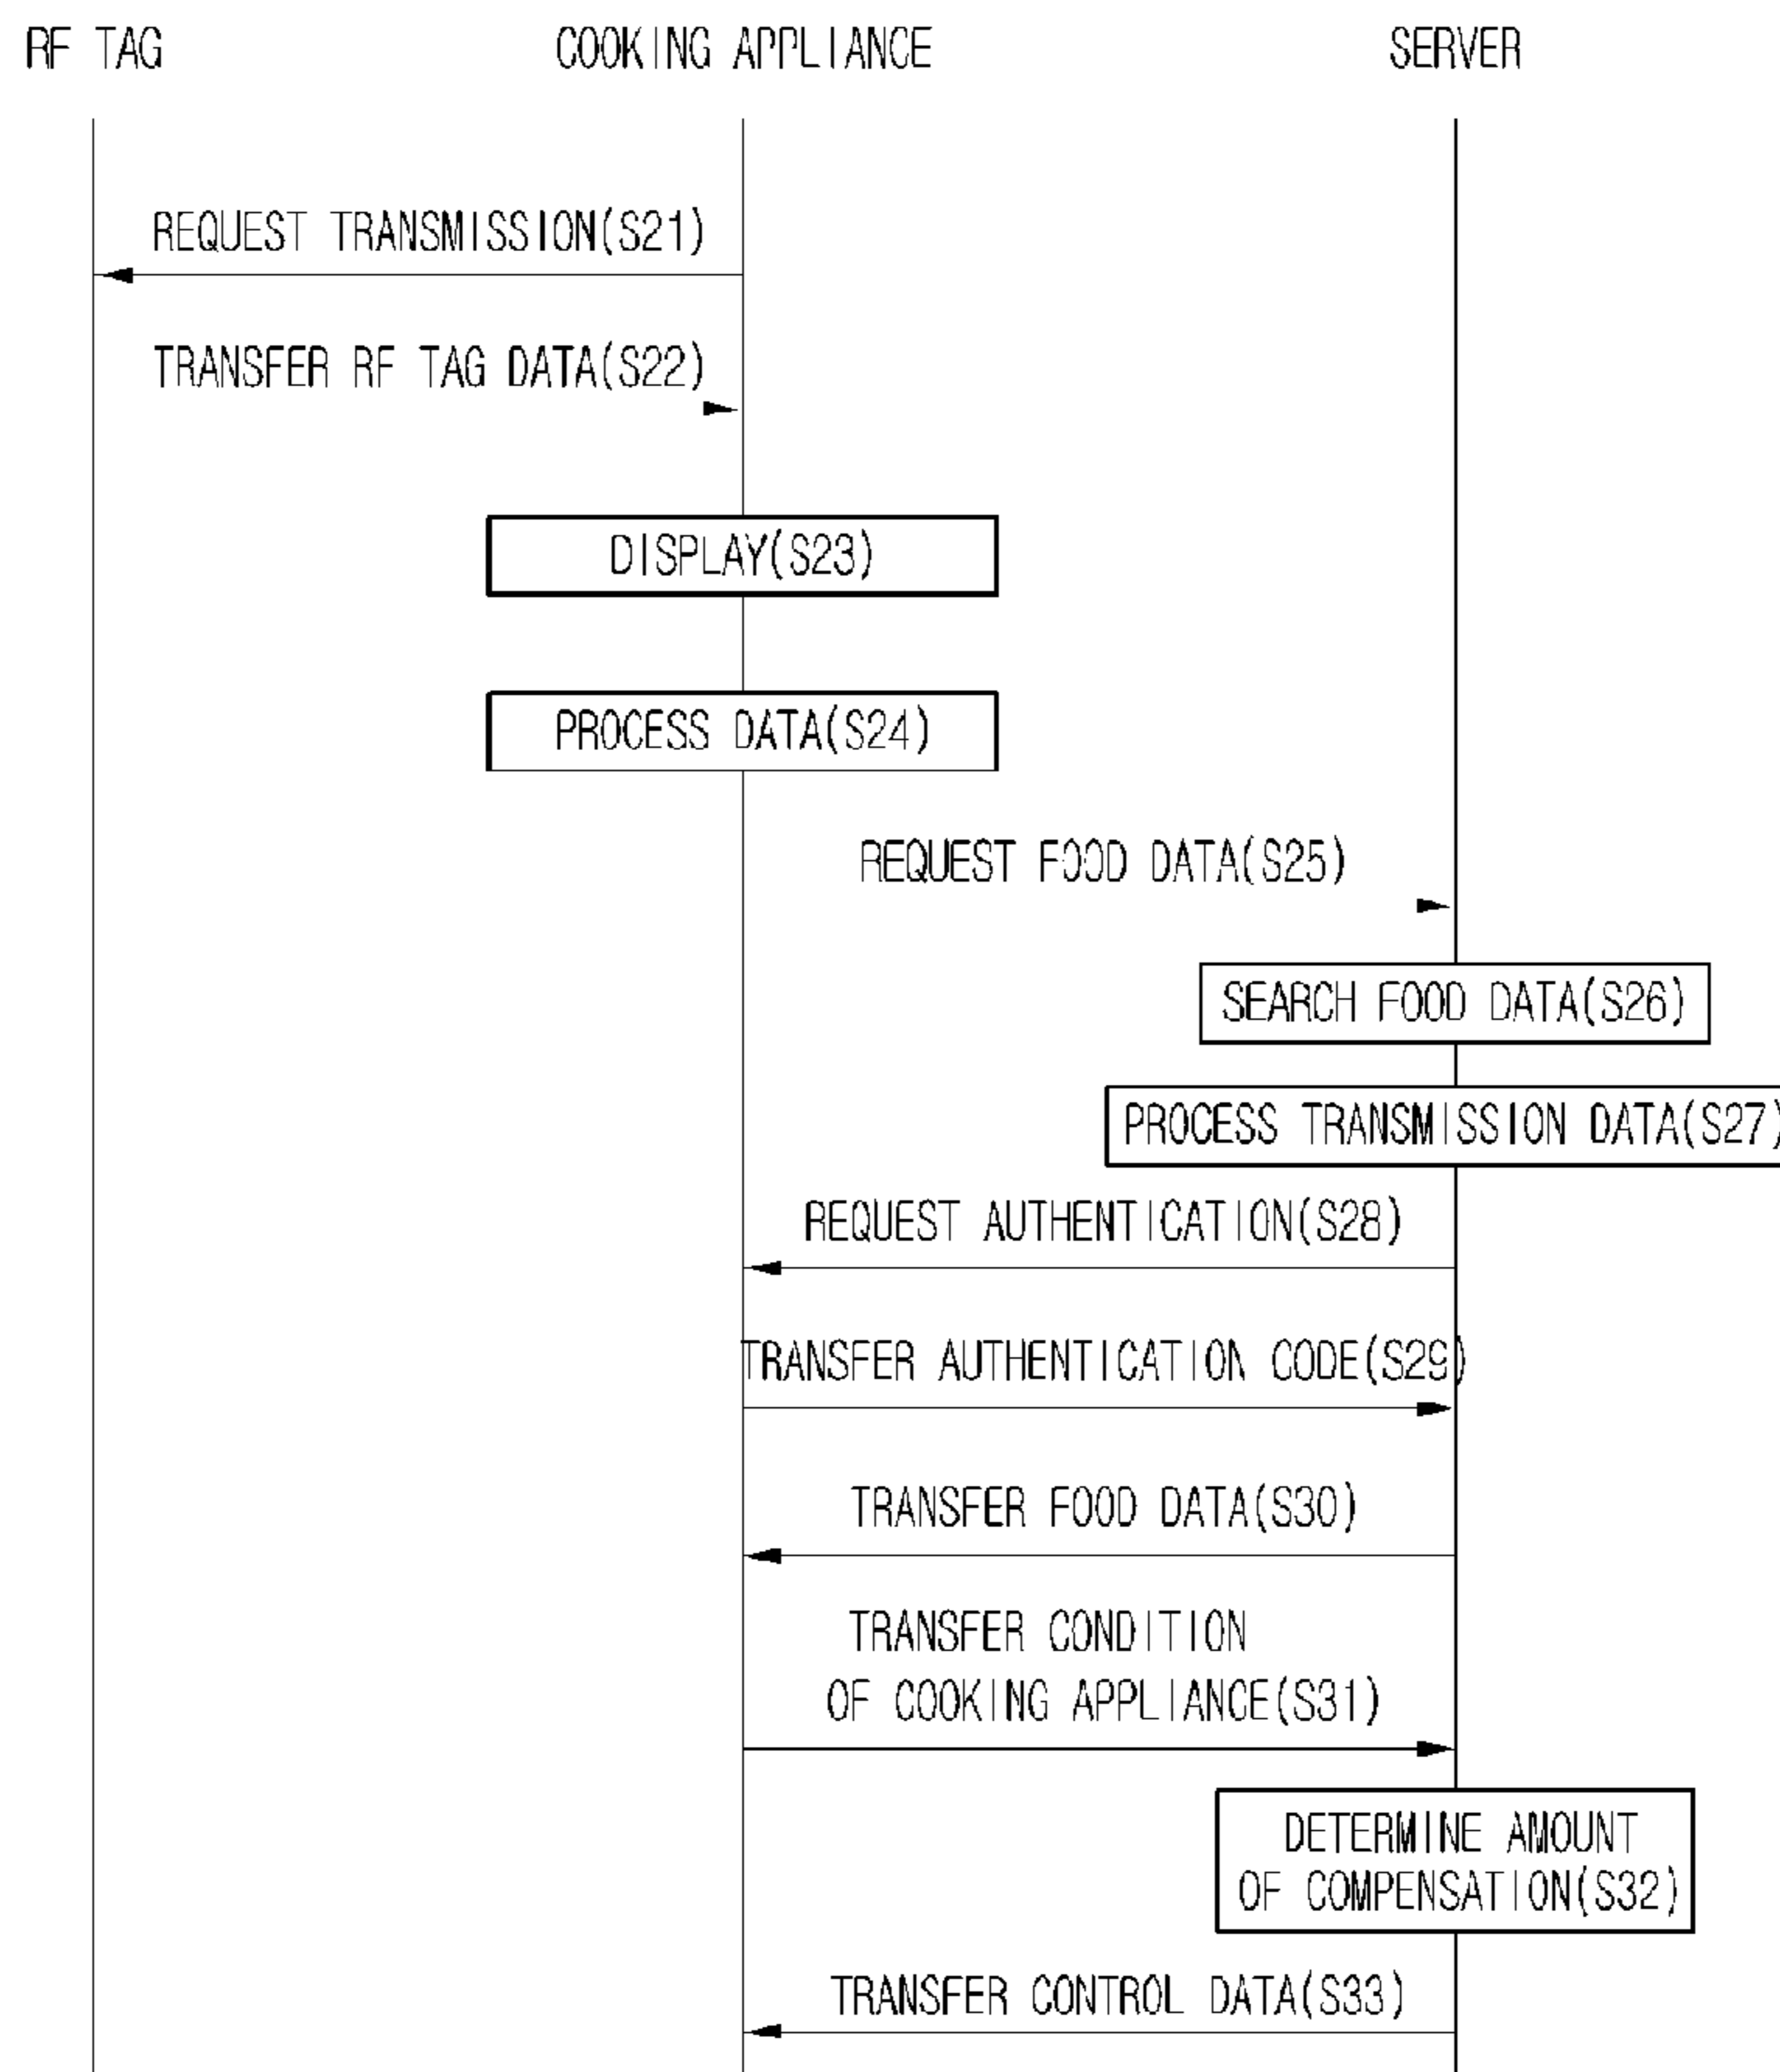 RF TAG
COOKING APPLIANCE
SERVER
REQUEST TRANSMISSION(S21)
TRANSFER RF TAG DATA(S22)
DISPLAY(S23)
PROCESS DATA(S24)
REQUEST FOOD DATA(S25)
SEARCH FOOD DATA(S26)
PROCESS TRANSMISSION DATA(S27)
REQUEST AUTHENTICATION(S28)
TRANSFER AUTHENTICATION CODE(S29)
TRANSFER FOOD DATA(S30)
TRANSFER CONDITION
OF COOKING APPLIANCE(S31)
DETERMINE AMOUNT
OF COMPENSATION(S32)
TRANSFER CONTROL DATA(S33)